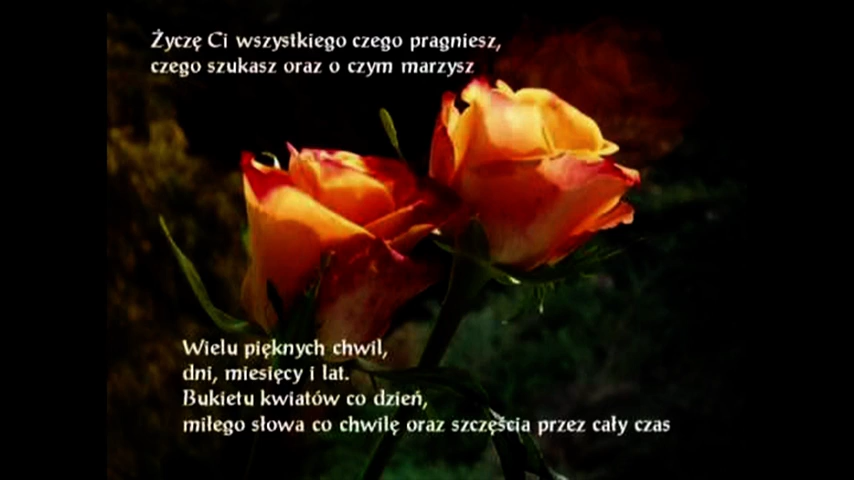 Życzę Ci wszystkiego czego pragniesz,
czego szukasz oraz o czym marzysz
Wielu pięknych chwil,
dni, miesięcy i lat.
Bukietu kwiatów co dzień,
miłego słowa co chwilę oraz szczęścia przez cały czas